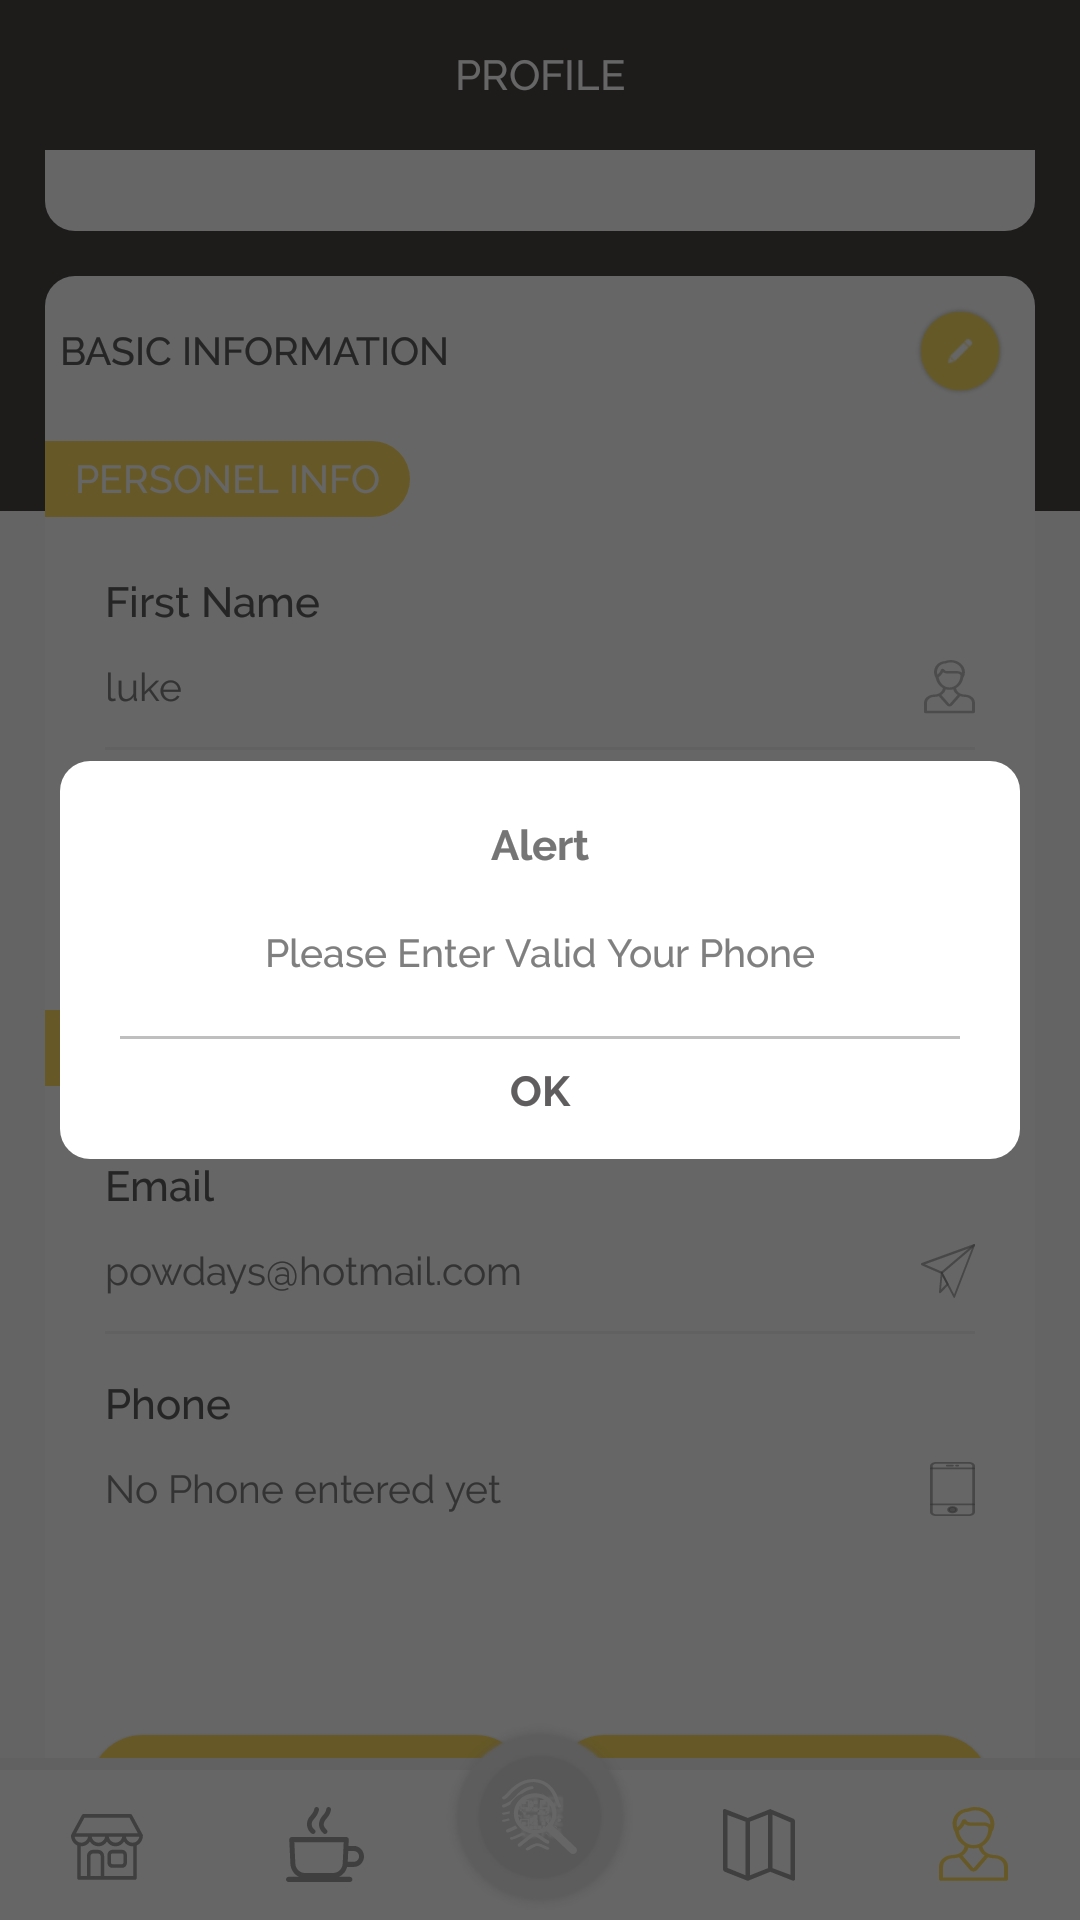 PROFILE
BASIC INFORMATION
PERSONEL INFO
First Name
luke
Alert
Please Enter Valid Your Phone
OK
Email
powdays@hotmail.com
Phone
No Phone entered yet